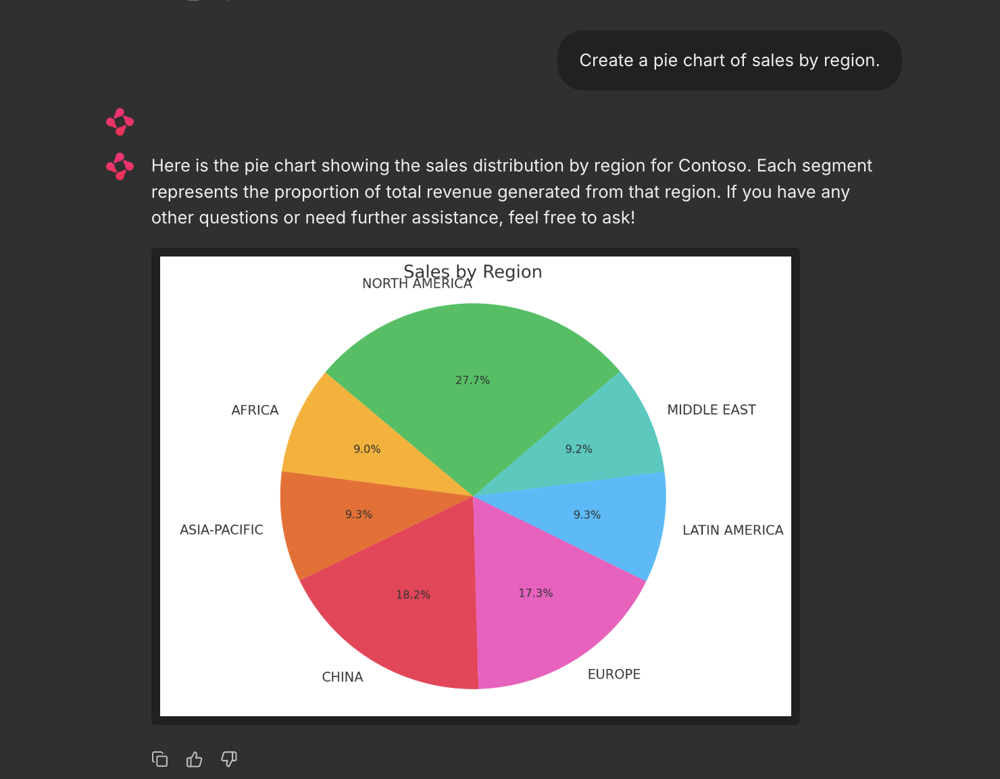 Create a pie chart of sales by region.
Here is the pie chart showing the sales distribution by region for Contoso. Each segment
represents the proportion of total revenue generated from that region. If you have any
other questions or need further assistance, feel free to ask!
Sales by Region
NORTH AMERICA
27.7%
AFRICA
MIDDLE EAST
9.0%
9.2%
9.3%
9.3%
ASIA-PACIFIC
LATIN AMERICA
18.2%
17.3%
CHINA
EUROPE